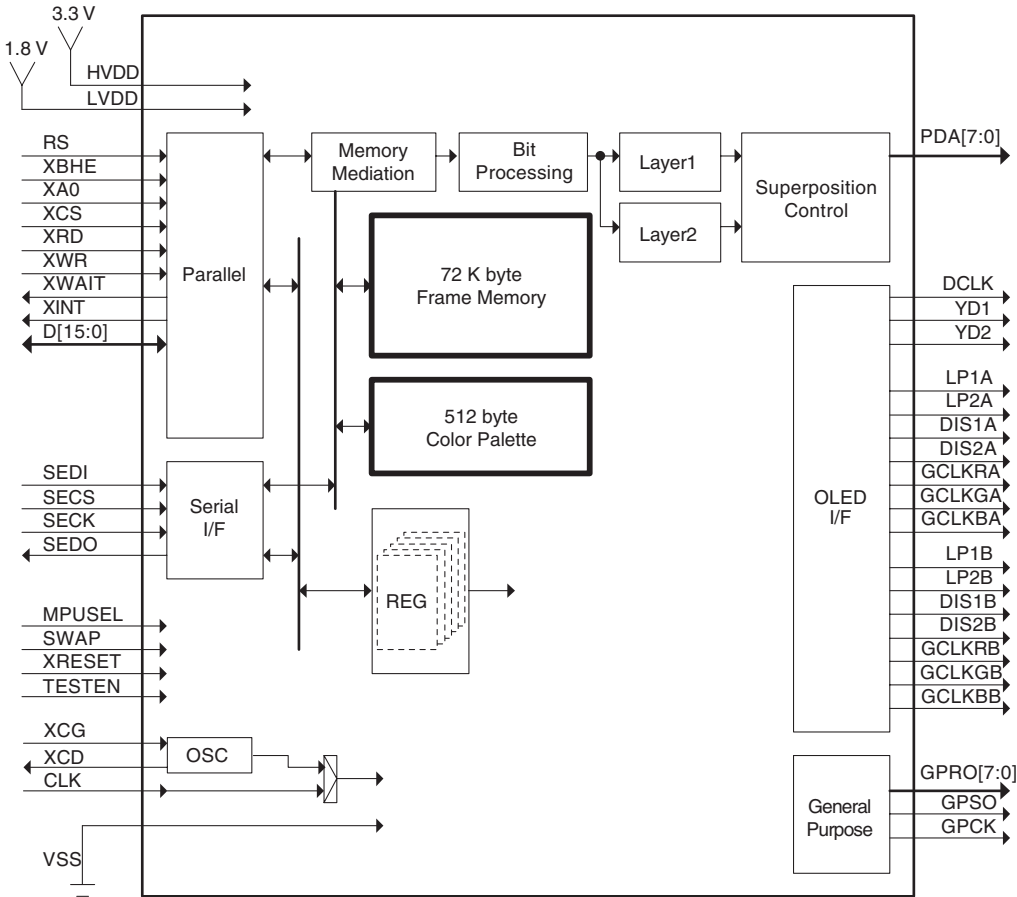 3.3 V
1.8 V
HVDD
LVDD
RS
XBHE
XA0
XCS
XRD
XWR
XWAIT
XINT
D[15:0]
Parallel
Memory
Mediation
Bit
Processing
Layer1
Layer2
Superposition
Control
PDA[7:0]
72 K byte
Frame Memory
512 byte
Color Palette
SEDI
SECS
SECK
SEDO
Serial
I/F
REG
MPUSEL
SWAP
XRESET
TESTEN
XCG
XCD
CLK
OSC
VSS
OLED
I/F
DCLK
YD1
YD2
LP1A
LP2A
DIS1A
DIS2A
GCLKRA
GCLKGA
GCLKBA
LP1B
LP2B
DIS1B
DIS2B
GCLKRB
GCLKGB
GCLKBB
General
Purpose
GPRO[7:0]
GPSO
GPCK